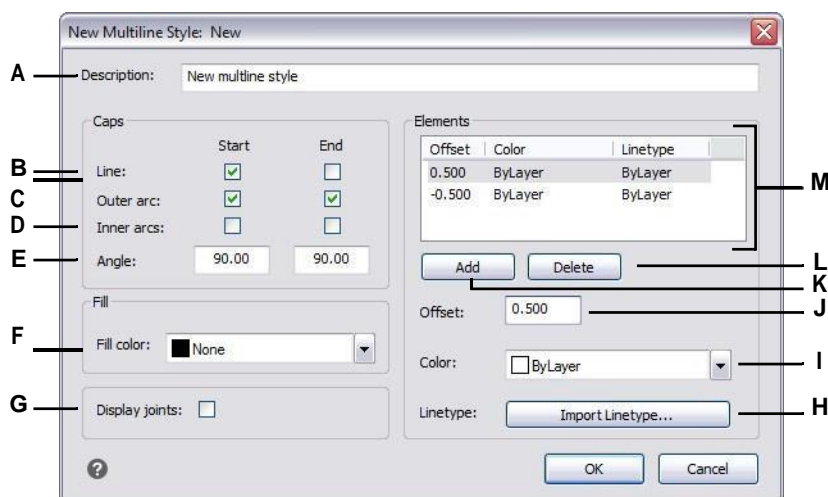 New Multiline Style: New
A
Description:
New multline style
Caps
Start
End
B
Line:
C
Outer arc:
D
Inner arcs:
E
Angle:
90.00
90.00
Fill
F
Fill color:
None
G
Display joints:
Elements
Offset
Color
Linetype
0.500
ByLayer
ByLayer
-0.500
ByLayer
ByLayer
M
Add
Delete
L
K
Offset:
0.500
J
Color:
ByLayer
I
Linetype:
Import Linetype...
H
?
OK
Cancel